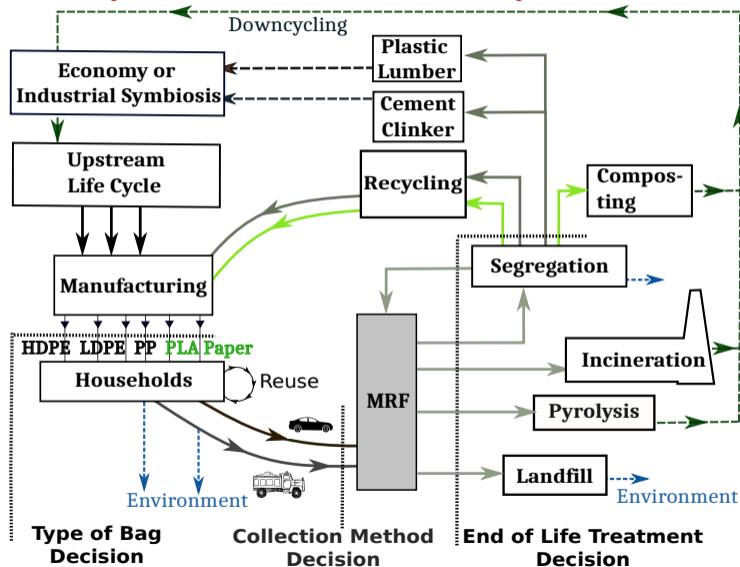 Downcycling
Economy or
Industrial Symbiosis
Plastic
Lumber
Cement
Clinker
Upstream
Life Cycle
Recycling
Compos-
ting
Manufacturing
Segregation
HDPE LDPE PP PLA Paper
Households
Reuse
MRF
Incineration
Pyrolysis
Landfill
Environment
Environment
Type of Bag
Decision
Collection Method
Decision
End of Life Treatment
Decision